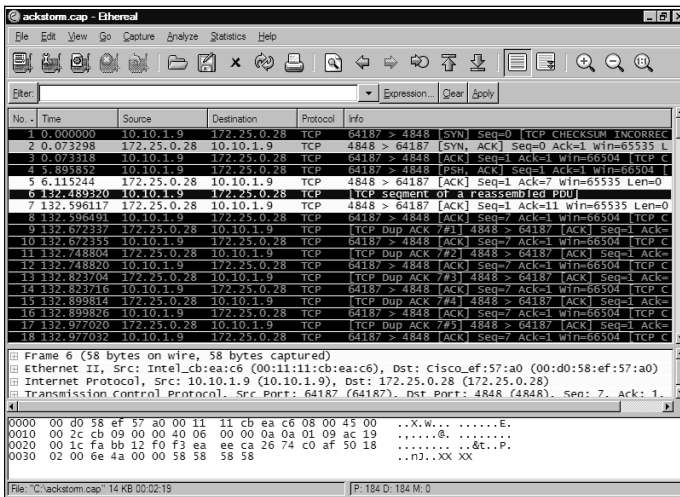 ackstorm.cap - Ethereal
File Edit View Go Capture Analyze Statistics Help
Filter: Expression... Clear Apply
No. - Time Source Destination Protocol Info
1 0.000000 10.10.1.9 172.25.0.28 TCP 64187 > 4848 [SYN] Seq=0 [TCP CHECKSUM INCORREC
2 0.073298 172.25.0.28 10.10.1.9 TCP 4848 > 64187 [SYN, ACK] Seq=0 Ack=1 Win=65535 L
3 0.073318 10.10.1.9 172.25.0.28 TCP 64187 > 4848 [ACK] Seq=1 Ack=1 Win=66504 [TCP C
4 5.895852 10.10.1.9 172.25.0.28 TCP 64187 > 4848 [PSH, ACK] Seq=1 Ack=1 Win=66504 [
5 6.115244 172.25.0.28 10.10.1.9 TCP 4848 > 64187 [ACK] Seq=1 Ack=7 Win=65535 Len=0
6 132.489320 10.10.1.9 172.25.0.28 TCP [TCP segment of a reassembled PDU]
7 132.596117 172.25.0.28 10.10.1.9 TCP 4848 > 64187 [ACK] Seq=1 Ack=11 Win=65535 Len=0
8 132.596491 10.10.1.9 172.25.0.28 TCP 64187 > 4848 [ACK] Seq=7 Ack=1 Win=66504 [TCP C
9 132.672337 172.25.0.28 10.10.1.9 TCP [TCP Dup ACK 7#1] 4848 > 64187 [ACK] Seq=1 Ack=
10 132.672355 10.10.1.9 172.25.0.28 TCP 64187 > 4848 [ACK] Seq=7 Ack=1 Win=66504 [TCP C
11 132.748804 172.25.0.28 10.10.1.9 TCP [TCP Dup ACK 7#2] 4848 > 64187 [ACK] Seq=1 Ack=
12 132.748820 10.10.1.9 172.25.0.28 TCP 64187 > 4848 [ACK] Seq=7 Ack=1 Win=66504 [TCP C
13 132.823704 172.25.0.28 10.10.1.9 TCP [TCP Dup ACK 7#3] 4848 > 64187 [ACK] Seq=1 Ack=
14 132.823716 10.10.1.9 172.25.0.28 TCP 64187 > 4848 [ACK] Seq=7 Ack=1 Win=66504 [TCP C
15 132.899814 172.25.0.28 10.10.1.9 TCP [TCP Dup ACK 7#4] 4848 > 64187 [ACK] Seq=1 Ack=
16 132.899826 10.10.1.9 172.25.0.28 TCP 64187 > 4848 [ACK] Seq=7 Ack=1 Win=66504 [TCP C
17 132.977020 172.25.0.28 10.10.1.9 TCP [TCP Dup ACK 7#5] 4848 > 64187 [ACK] Seq=1 Ack=
18 132.977032 10.10.1.9 172.25.0.28 TCP 64187 > 4848 [ACK] Seq=7 Ack=1 Win=66504 [TCP C
Frame 6 (58 bytes on wire, 58 bytes captured)
Ethernet II, Src: Intel_cb:ea:c6 (00:11:11:cb:ea:c6), Dst: Cisco_ef:57:a0 (00:d0:58:ef:57:a0)
Internet Protocol, Src: 10.10.1.9 (10.10.1.9), Dst: 172.25.0.28 (172.25.0.28)
Transmission Control Protocol, Src Port: 64187 (64187), Dst Port: 4848 (4848), Seq: 7, Ack: 1,
0000 00 d0 58 ef 57 a0 00 11 11 cb ea c6 08 00 45 00 ..X.W... ......E.
0010 00 2c cb 09 00 00 40 06 00 00 0a 0a 01 09 ac 19 .,....@. ........
0020 00 1c fa bb 12 f0 f3 ea ee ca 26 74 c0 af 50 18 ........ ..&t..P.
0030 02 00 6e 4a 00 00 58 58 58 58 ..nJ..XX XX
File: "C:\ackstorm.cap" 14 KB 00:02:19 P: 184 D: 184 M: 0